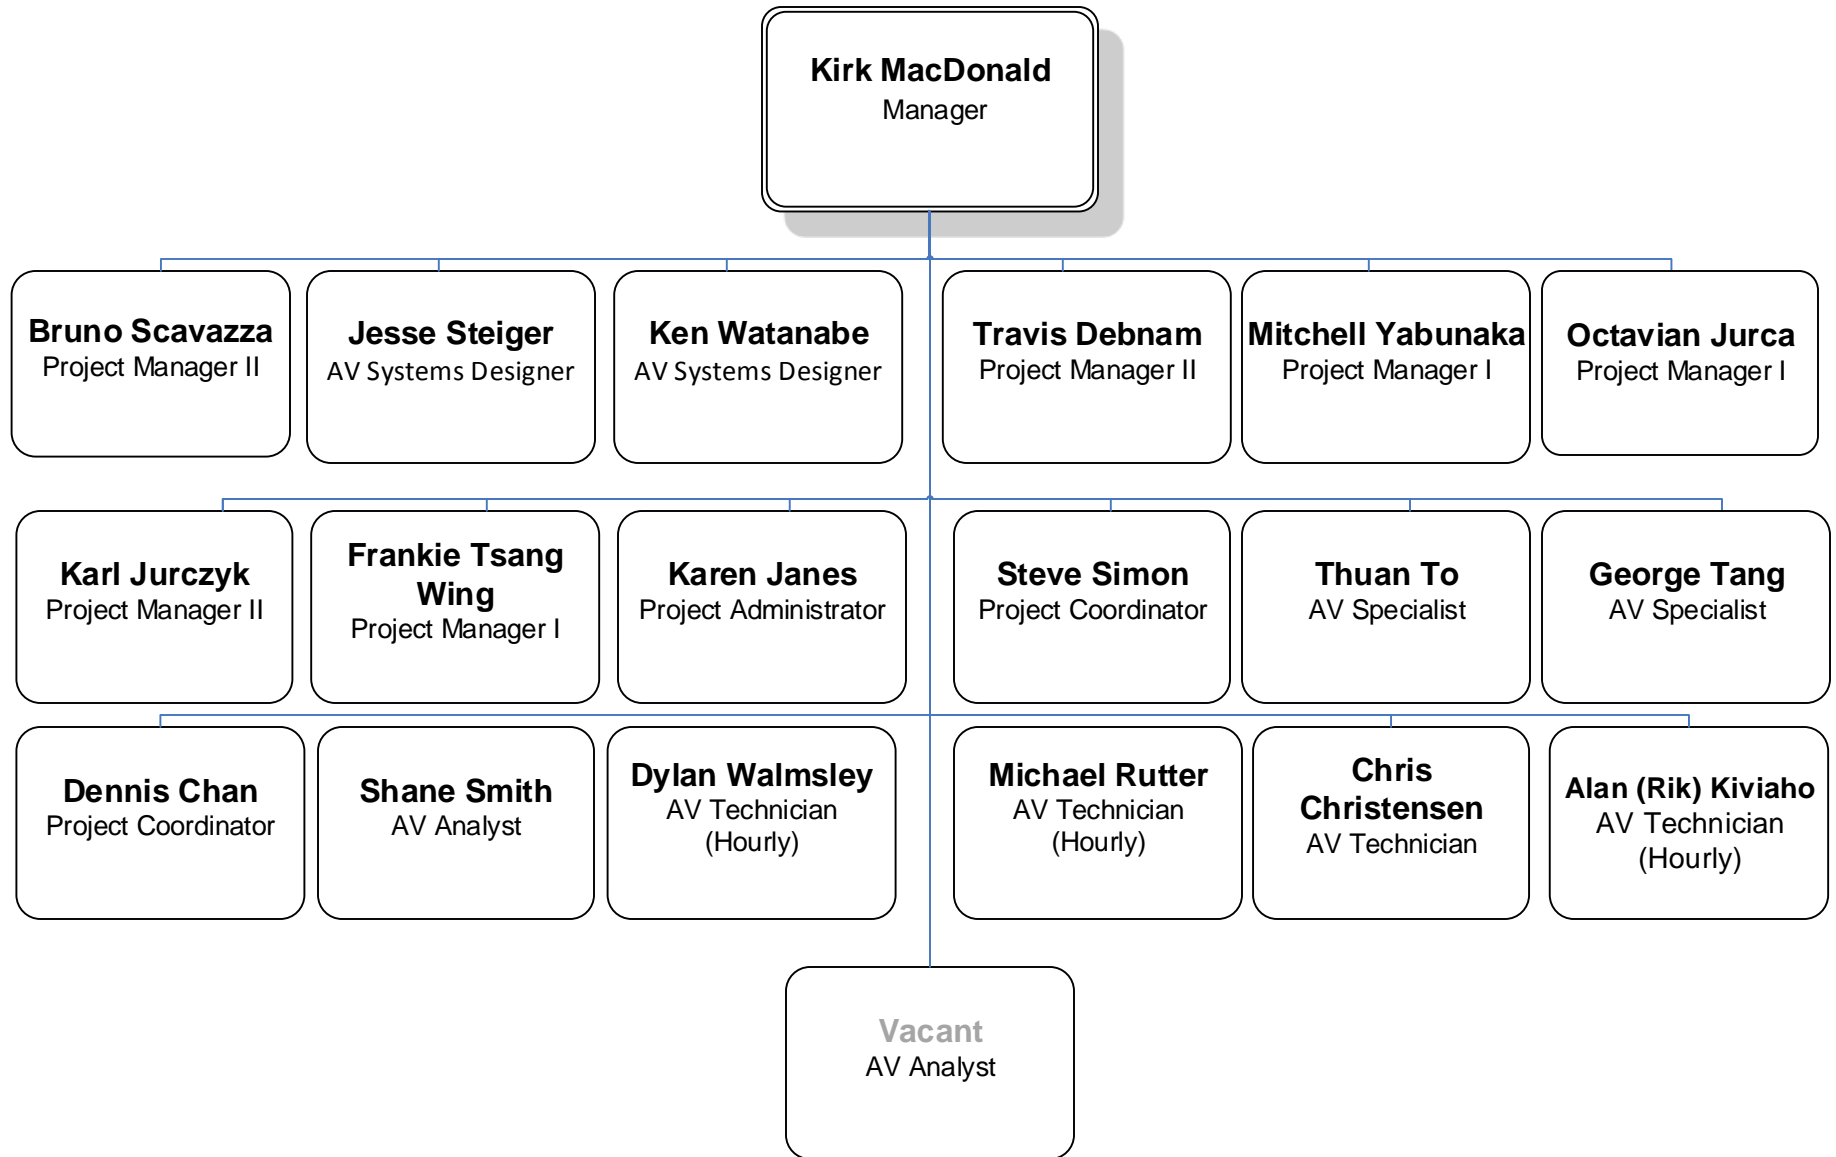 Kirk MacDonald
Manager
Bruno Scavazza
Project Manager II
Jesse Steiger
AV Systems Designer
Ken Watanabe
AV Systems Designer
Travis Debnam
Project Manager II
Mitchell Yabunaka
Project Manager I
Octavian Jurca
Project Manager I
Karl Jurczyk
Project Manager II
Frankie Tsang
Wing
Project Manager I
Karen Janes
Project Administrator
Steve Simon
Project Coordinator
Thuan To
AV Specialist
George Tang
AV Specialist
Dennis Chan
Project Coordinator
Shane Smith
AV Analyst
Dylan Walmsley
AV Technician
(Hourly)
Michael Rutter
AV Technician
(Hourly)
Chris
Christensen
AV Technician
Alan (Rik) Kiviaho
AV Technician
(Hourly)
Vacant
AV Analyst